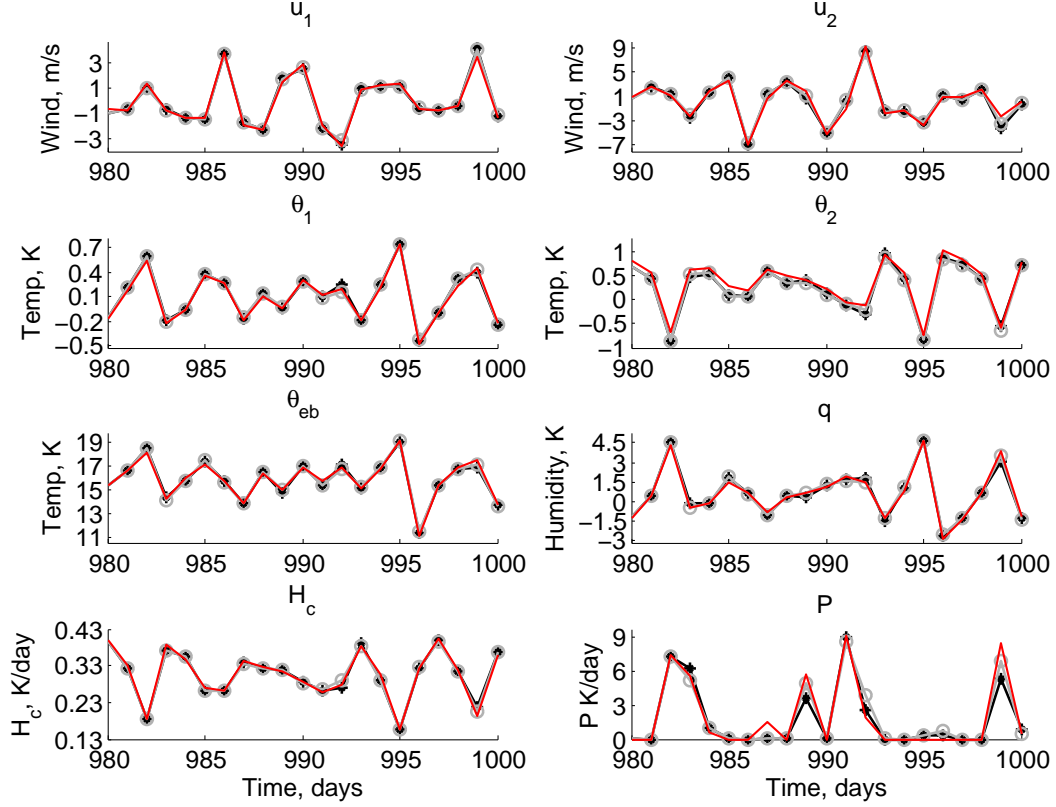 u₁
Wind, m/s
3
1
−1
−3
980 985 990 995 1000
u₂
Wind, m/s
9
5
1
−3
−7
980 985 990 995 1000
θ₁
Temp, K
0.7
0.4
0.1
−0.2
−0.5
980 985 990 995 1000
θ₂
Temp, K
1
0.5
0
−0.5
−1
980 985 990 995 1000
θeb
Temp, K
19
17
15
13
11
980 985 990 995 1000
q
Humidity, K
4.5
3
1.5
0
−1.5
−3
980 985 990 995 1000
H_c
H_c, K/day
0.43
0.33
0.23
0.13
980 985 990 995 1000
Time, days
P
P K/day
9
6
3
0
980 985 990 995 1000
Time, days